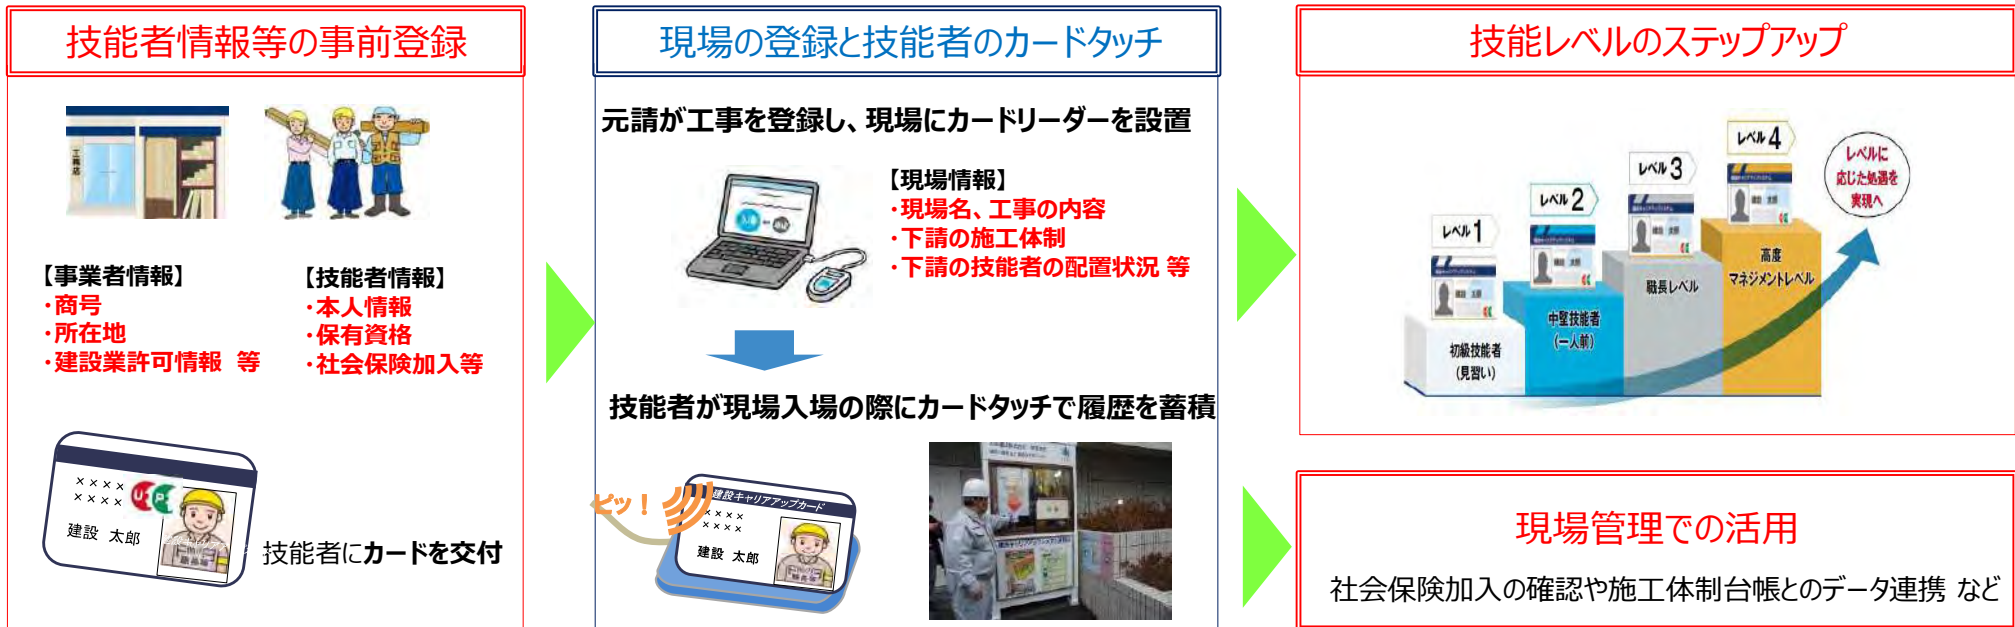 技能者情報等の事前登録
工務店
【事業者情報】
・商号
・所在地
・建設業許可情報 等
【技能者情報】
・本人情報
・保有資格
・社会保険加入等
××××
××××
建設 太郎
技能者にカードを交付
現場の登録と技能者のカードタッチ
元請が工事を登録し、現場にカードリーダーを設置
【現場情報】
・現場名、工事の内容
・下請の施工体制
・下請の技能者の配置状況 等
技能者が現場入場の際にカードタッチで履歴を蓄積
ピッ！
建設キャリアアップカード
××××
××××
建設 太郎
技能レベルのステップアップ
レベル1
レベル2
レベル3
レベル4
レベルに
応じた処遇を
実現へ
初級技能者
(見習い)
中堅技能者
(一人前)
職長レベル
高度
マネジメントレベル
現場管理での活用
社会保険加入の確認や施工体制台帳とのデータ連携 など